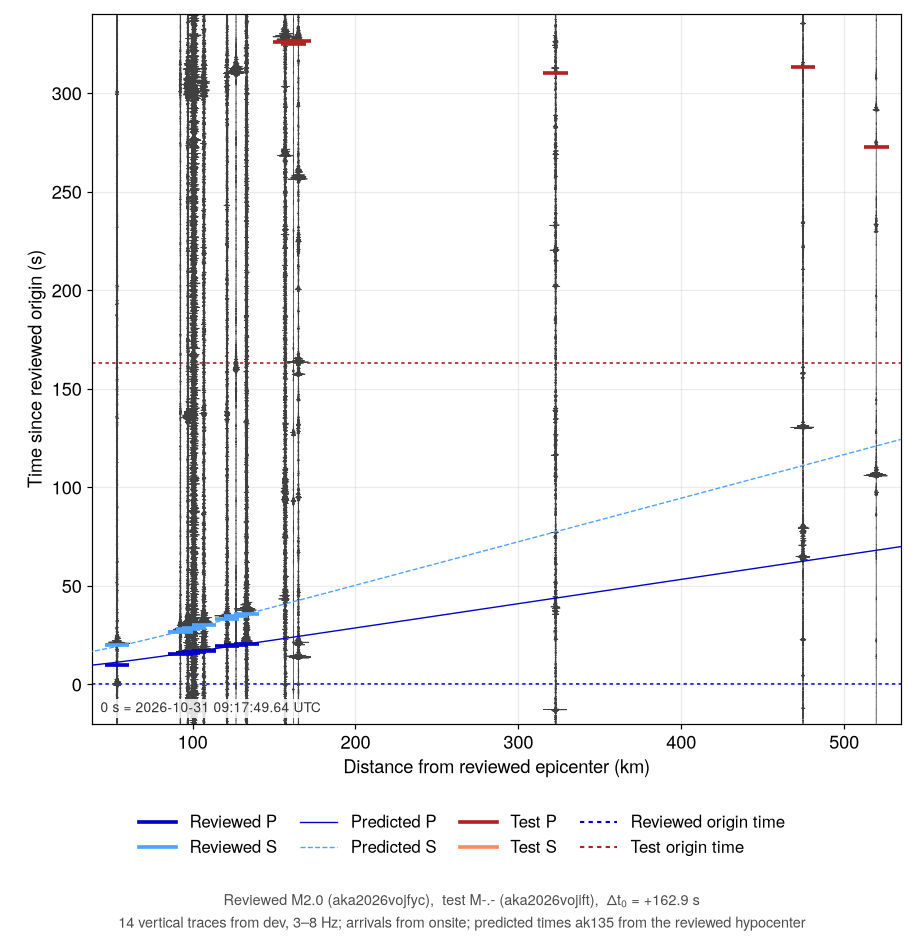 Time since reviewed origin (s)
300
250
200
150
100
50
0
0 s = 2026-10-31 09:17:49.64 UTC
100 200 300 400 500
Distance from reviewed epicenter (km)
Reviewed P Predicted P Test P Reviewed origin time
Reviewed S Predicted S Test S Test origin time
Reviewed M2.0 (aka2026vojfyc), test M-.- (aka2026vojift), Δt₀ = +162.9 s
14 vertical traces from dev, 3–8 Hz; arrivals from onsite; predicted times ak135 from the reviewed hypocenter